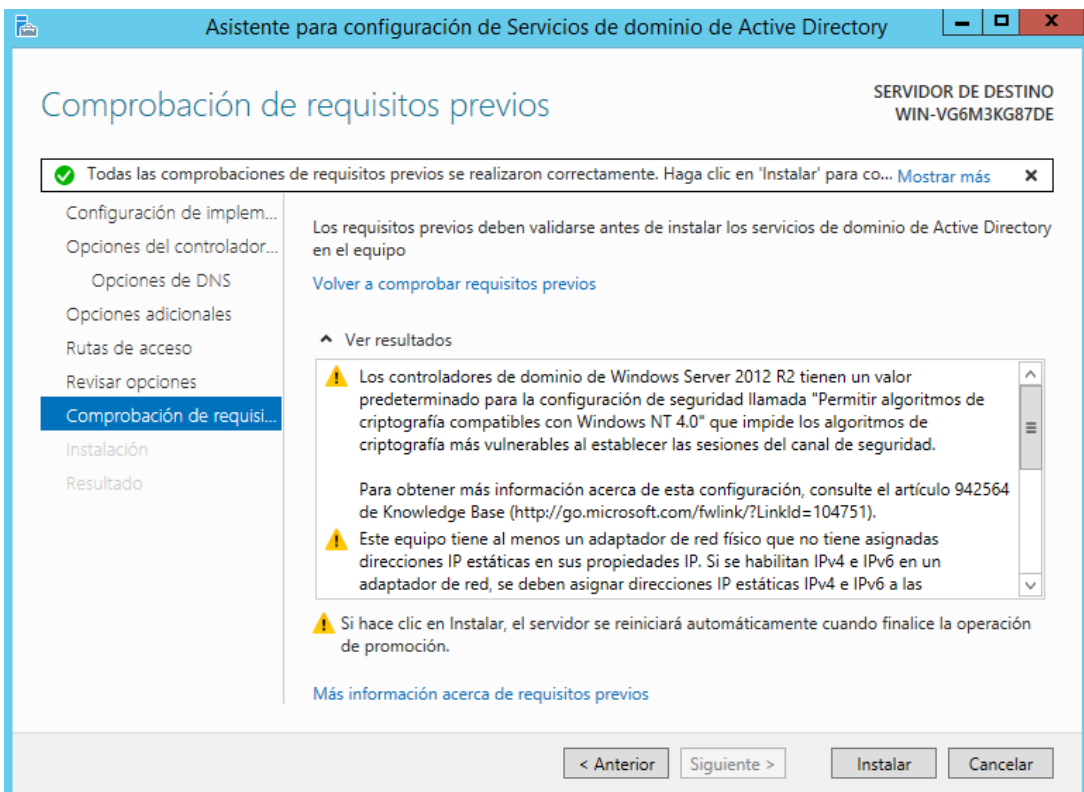 Asistente para configuración de Servicios de dominio de Active Directory
Comprobación de requisitos previos
SERVIDOR DE DESTINO
WIN-VG6M3KG87DE
Todas las comprobaciones de requisitos previos se realizaron correctamente. Haga clic en 'Instalar' para co... Mostrar más
Configuración de implem...
Opciones del controlador...
Opciones de DNS
Opciones adicionales
Rutas de acceso
Revisar opciones
Comprobación de requisi...
Instalación
Resultado
Los requisitos previos deben validarse antes de instalar los servicios de dominio de Active Directory
en el equipo
Volver a comprobar requisitos previos
Ver resultados
Los controladores de dominio de Windows Server 2012 R2 tienen un valor
predeterminado para la configuración de seguridad llamada "Permitir algoritmos de
criptografía compatibles con Windows NT 4.0" que impide los algoritmos de
criptografía más vulnerables al establecer las sesiones del canal de seguridad.
Para obtener más información acerca de esta configuración, consulte el artículo 942564
de Knowledge Base (http://go.microsoft.com/fwlink/?LinkId=104751).
Este equipo tiene al menos un adaptador de red físico que no tiene asignadas
direcciones IP estáticas en sus propiedades IP. Si se habilitan IPv4 e IPv6 en un
adaptador de red, se deben asignar direcciones IP estáticas IPv4 e IPv6 a las
Si hace clic en Instalar, el servidor se reiniciará automáticamente cuando finalice la operación
de promoción.
Más información acerca de requisitos previos
< Anterior
Siguiente >
Instalar
Cancelar